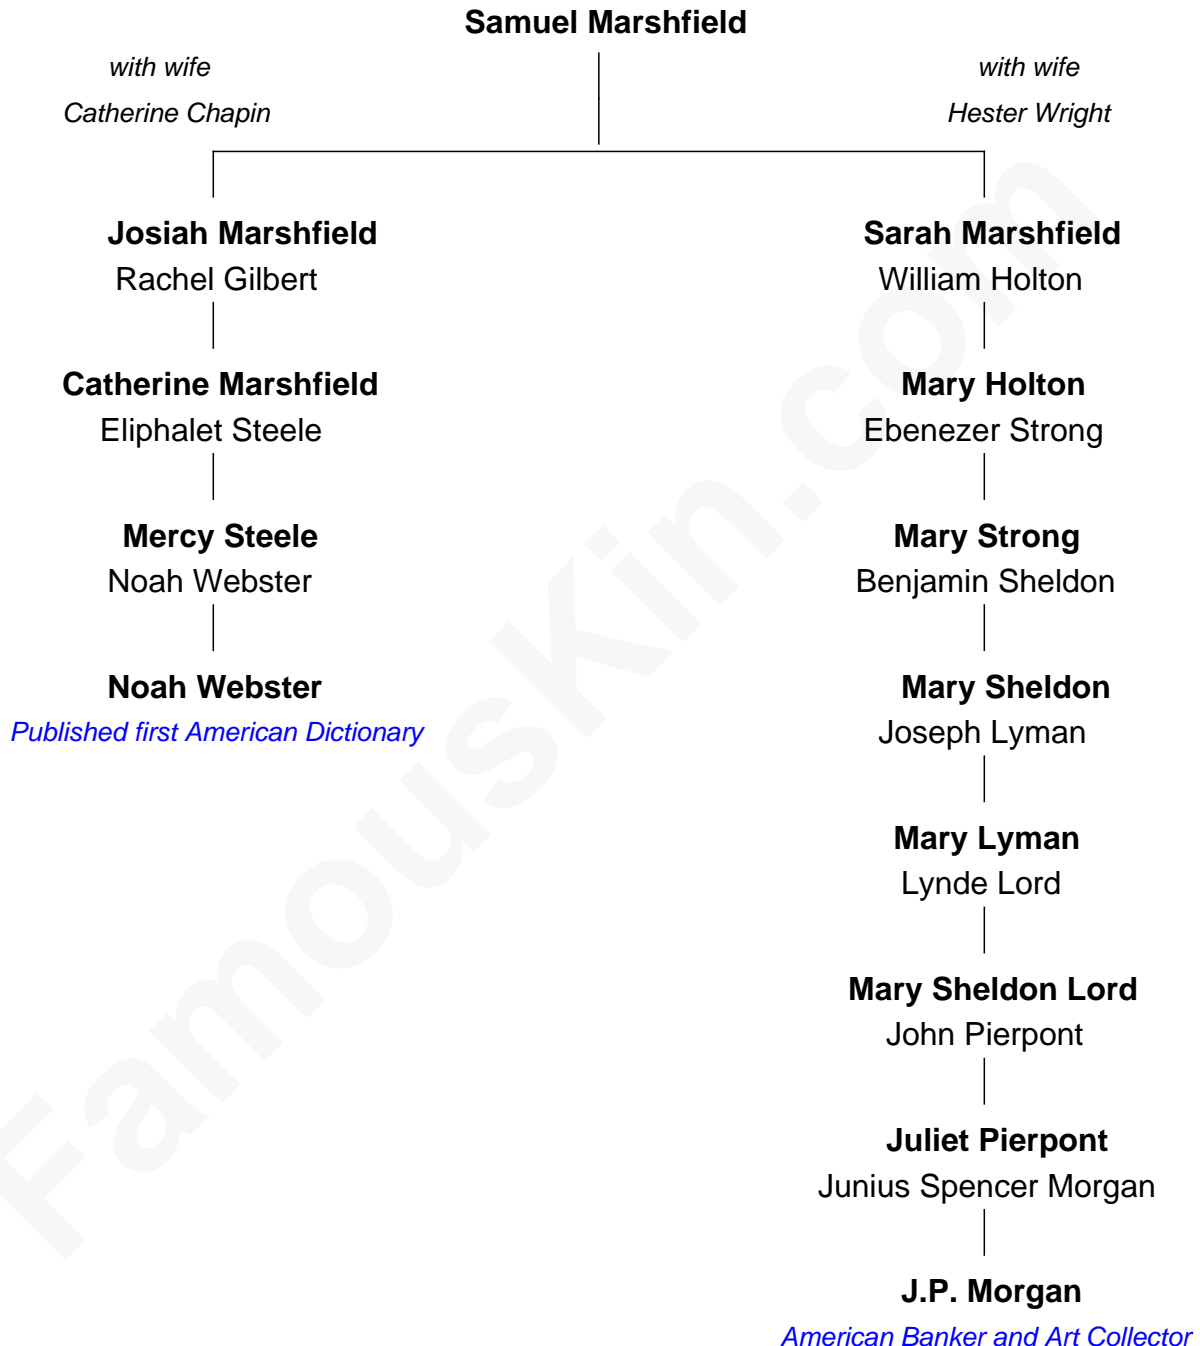 Samuel Marshfield
with wife
Catherine Chapin
with wife
Hester Wright
Josiah Marshfield
Rachel Gilbert
Sarah Marshfield
William Holton
Catherine Marshfield
Eliphalet Steele
Mary Holton
Ebenezer Strong
Mercy Steele
Noah Webster
Mary Strong
Benjamin Sheldon
Noah Webster
Published first American Dictionary
Mary Sheldon
Joseph Lyman
Mary Lyman
Lynde Lord
Mary Sheldon Lord
John Pierpont
Juliet Pierpont
Junius Spencer Morgan
J.P. Morgan
American Banker and Art Collector
FamousKin.com